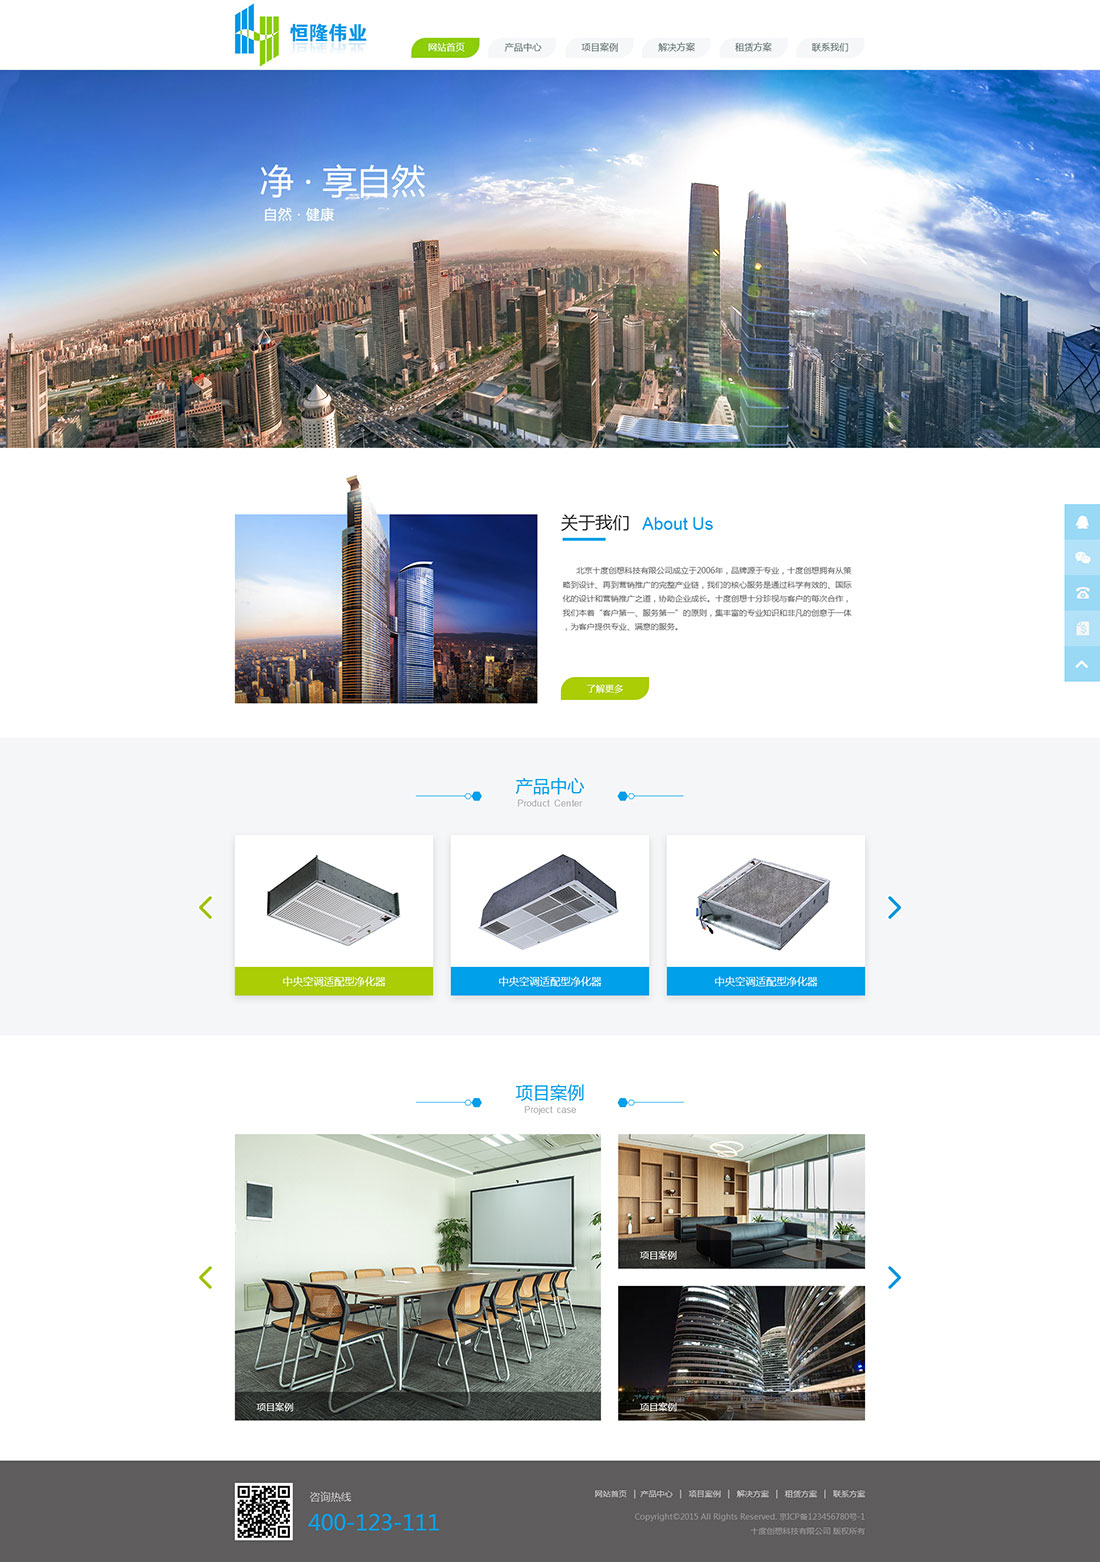 恒隆伟业
网站首页 产品中心 项目案例 解决方案 租赁方案 联系我们
净·享自然
自然·健康
关于我们 About Us
北京十度创想科技有限公司成立于2006年，品牌源于专业，十度创想拥有从策
略到设计、再到营销推广的完整产业链，我们的核心服务是通过科学有效的、国际
化的设计和营销推广之道，协助企业成长。十度创想十分珍视与客户的每次合作，
我们本着“客户第一、服务第一”的原则，集丰富的专业知识和非凡的创意于一体
，为客户提供专业、满意的服务。
了解更多
产品中心
Product Center
中央空调适配型净化器 中央空调适配型净化器 中央空调适配型净化器
项目案例
Project case
项目案例
项目案例
项目案例
咨询热线
400-123-111
网站首页 | 产品中心 | 项目案例 | 解决方案 | 租赁方案 | 联系方案
Copyright©2015 All Rights Reserved. 京ICP备123456780号-1
十度创想科技有限公司 版权所有